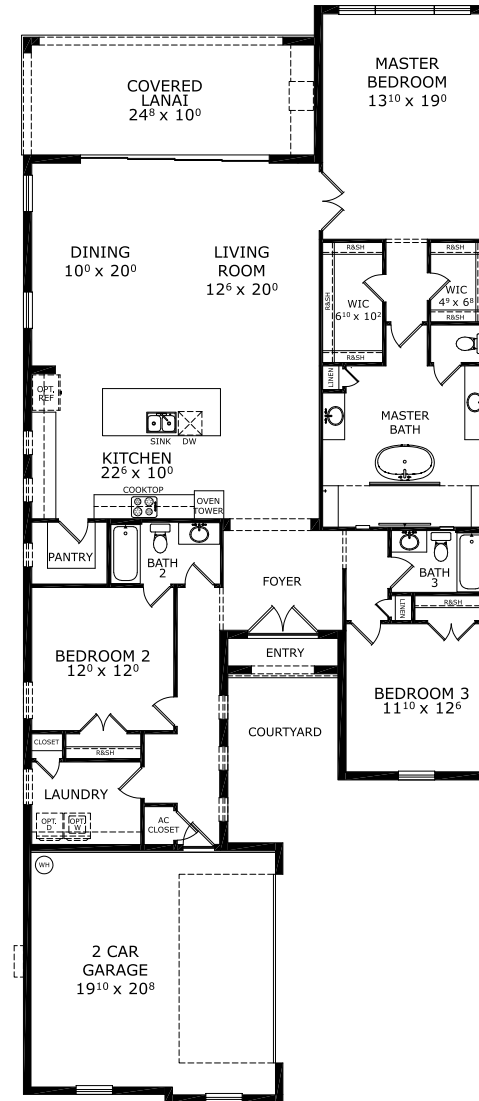 MASTER
BEDROOM
13¹⁰ x 19⁰
COVERED
LANAI
24⁸ x 10⁰
DINING
10⁰ x 20⁰
LIVING
ROOM
12⁶ x 20⁰
R&SH
R&SH
R&SH
WIC
6¹⁰ x 10²
WIC
4⁹ x 6⁸
R&SH
R&SH
LINEN
OPT.
REF
MASTER
BATH
SINK
DW
KITCHEN
22⁶ x 10⁰
COOKTOP
OVEN
TOWER
PANTRY
BATH
2
FOYER
BATH
3
LINEN
R&SH
ENTRY
BEDROOM 2
12⁰ x 12⁰
BEDROOM 3
11¹⁰ x 12⁶
COURTYARD
CLOSET
R&SH
LAUNDRY
OPT.
D
OPT.
W
AC
CLOSET
WH
2 CAR
GARAGE
19¹⁰ x 20⁸